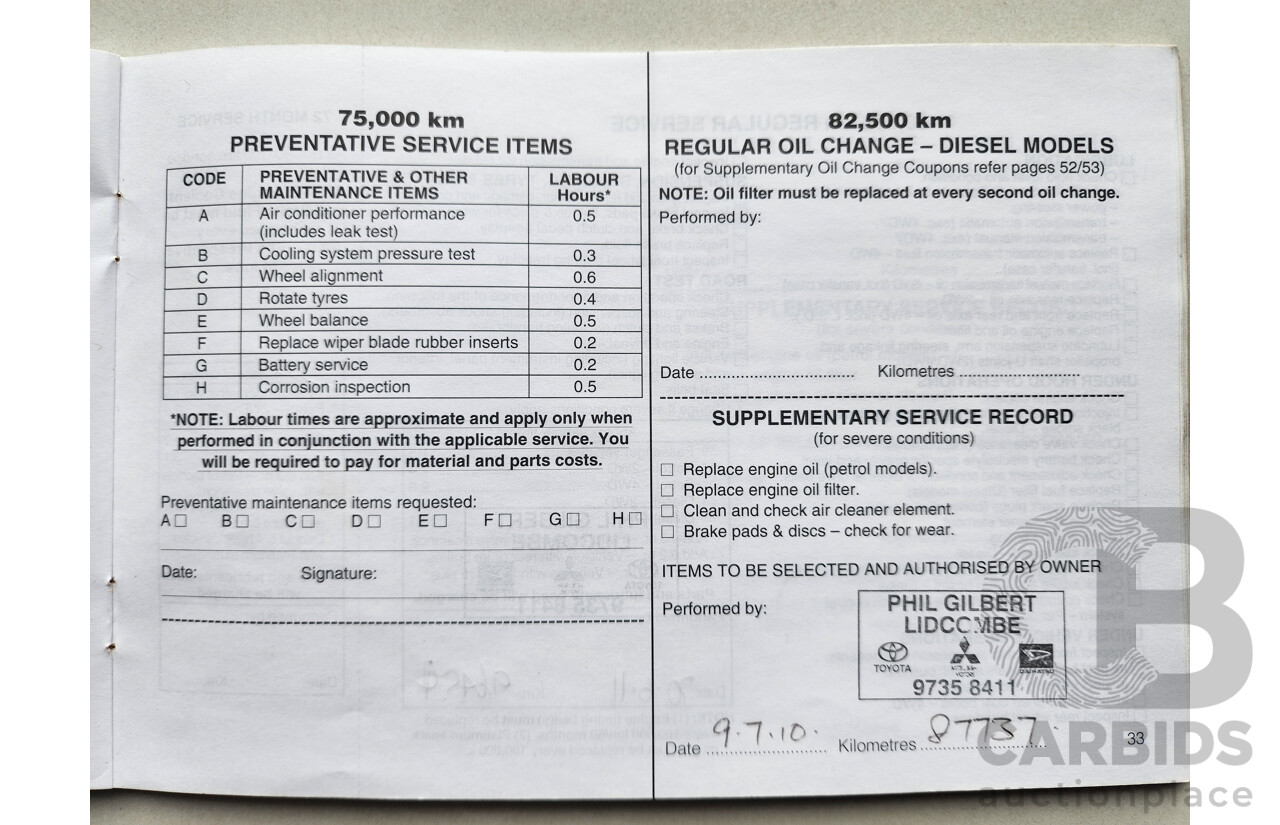 75,000 km
PREVENTATIVE SERVICE ITEMS
CODE PREVENTATIVE & OTHER MAINTENANCE ITEMS LABOUR Hours*
A Air conditioner performance (includes leak test) 0.5
B Cooling system pressure test 0.3
C Wheel alignment 0.6
D Rotate tyres 0.4
E Wheel balance 0.5
F Replace wiper blade rubber inserts 0.2
G Battery service 0.2
H Corrosion inspection 0.5
*NOTE: Labour times are approximate and apply only when
performed in conjunction with the applicable service. You
will be required to pay for material and parts costs.
Preventative maintenance items requested:
A☐ B☐ C☐ D☐ E☐ F☐ G☐ H☐
Date: Signature:
82,500 km
REGULAR OIL CHANGE – DIESEL MODELS
(for Supplementary Oil Change Coupons refer pages 52/53)
NOTE: Oil filter must be replaced at every second oil change.
Performed by:
Date .................................. Kilometres ..........................
SUPPLEMENTARY SERVICE RECORD
(for severe conditions)
☐ Replace engine oil (petrol models).
☐ Replace engine oil filter.
☐ Clean and check air cleaner element.
☐ Brake pads & discs – check for wear.
ITEMS TO BE SELECTED AND AUTHORISED BY OWNER
Performed by:
PHIL GILBERT
LIDCOMBE
TOYOTA
9735 8411
Date 9.7.10. Kilometres 87737.
33
CARBIDS
auctionplace